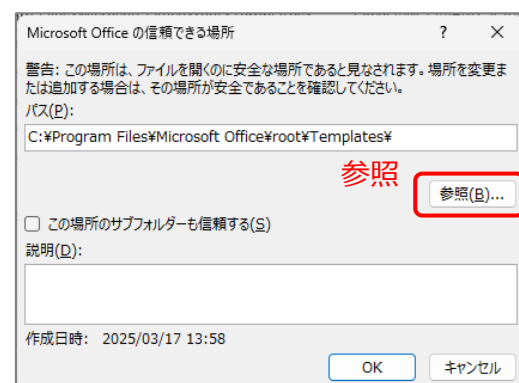 Microsoft Office の信頼できる場所 ? ×
警告: この場所は、ファイルを開くのに安全な場所であると見なされます。場所を変更ま
たは追加する場合は、その場所が安全であることを確認してください。
パス(P):
C:¥Program Files¥Microsoft Office¥root¥Templates¥
参照
参照(B)...
この場所のサブフォルダーも信頼する(S)
説明(D):
作成日時: 2025/03/17 13:58
OK キャンセル